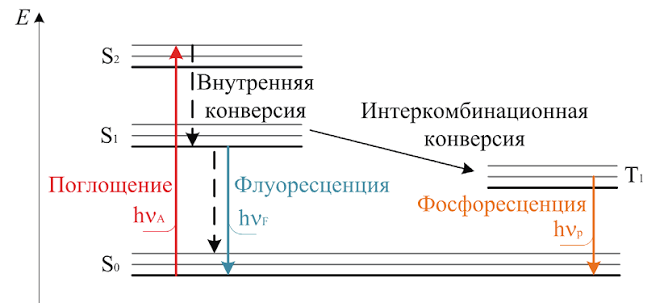 E
S₂
Внутренняя
конверсия
Интеркомбинационная
конверсия
S₁
T₁
Поглощение
hνA
Флуоресценция
hνF
Фосфоресценция
hνp
S₀